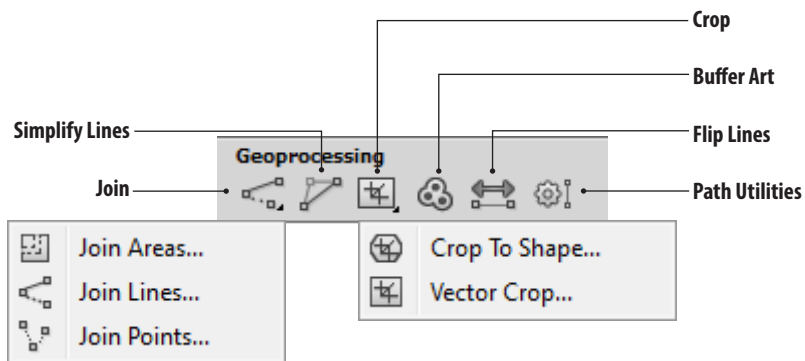 Crop
Buffer Art
Simplify Lines
Flip Lines
Geoprocessing
Join
Path Utilities
Join Areas...
Join Lines...
Join Points...
Crop To Shape...
Vector Crop...